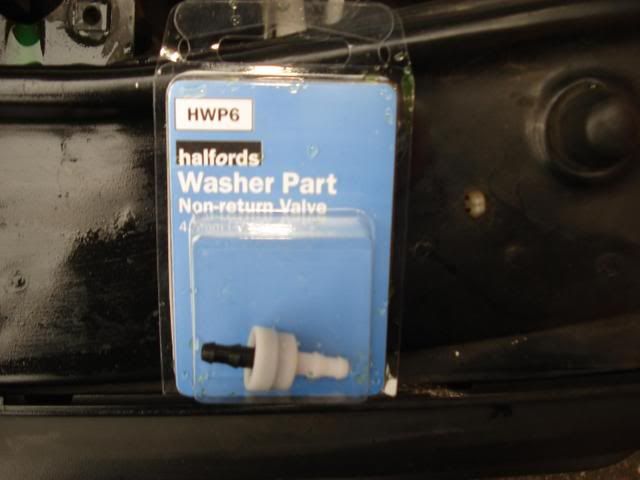 HWP6
halfords
Washer Part
Non-return Valve